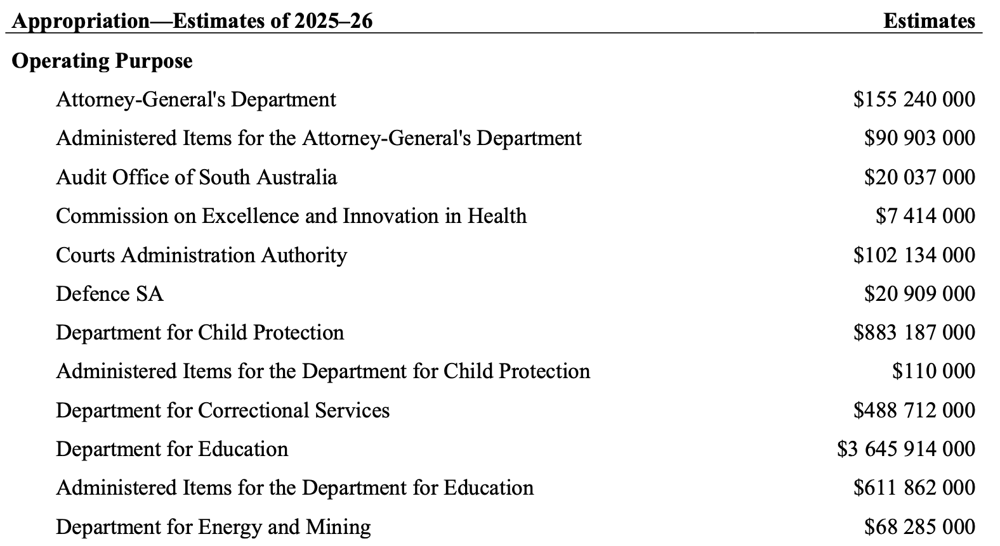 Appropriation—Estimates of 2025–26 Estimates
Operating Purpose
Attorney-General's Department $155 240 000
Administered Items for the Attorney-General's Department $90 903 000
Audit Office of South Australia $20 037 000
Commission on Excellence and Innovation in Health $7 414 000
Courts Administration Authority $102 134 000
Defence SA $20 909 000
Department for Child Protection $883 187 000
Administered Items for the Department for Child Protection $110 000
Department for Correctional Services $488 712 000
Department for Education $3 645 914 000
Administered Items for the Department for Education $611 862 000
Department for Energy and Mining $68 285 000